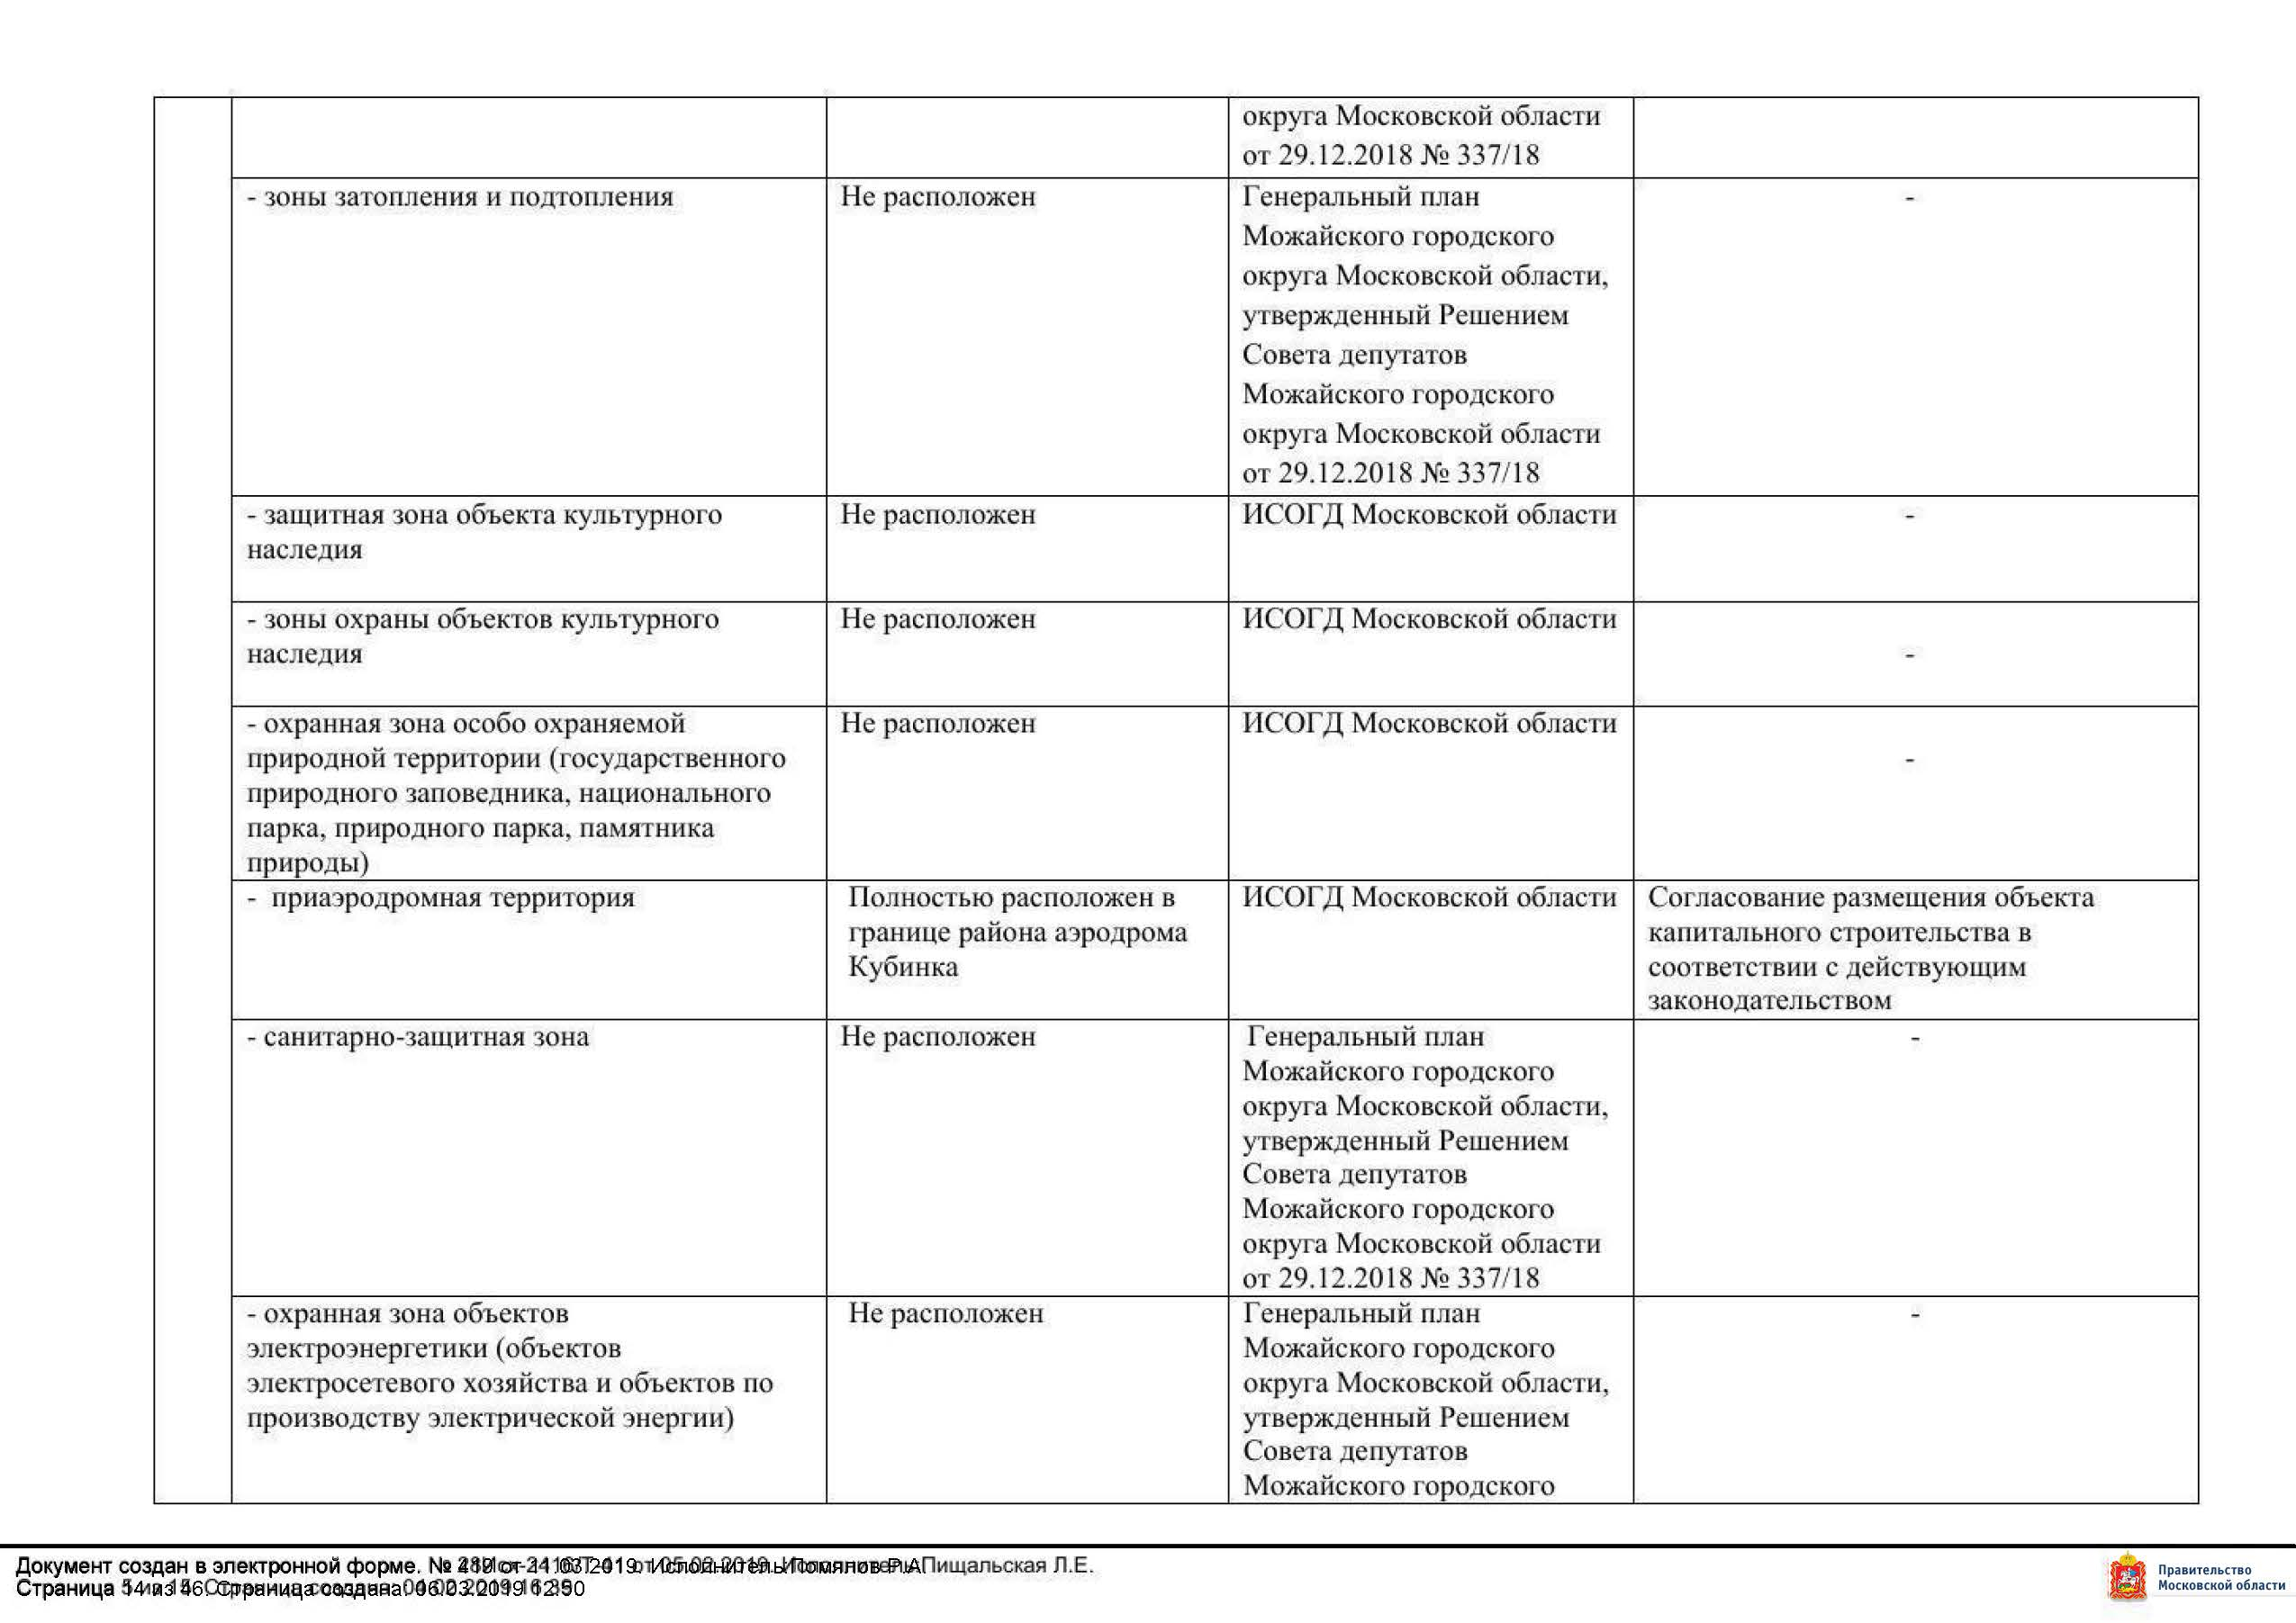 округа Московской области
от 29.12.2018 № 337/18
- зоны затопления и подтопления
Не расположен
Генеральный план
Можайского городского
округа Московской области,
утвержденный Решением
Совета депутатов
Можайского городского
округа Московской области
от 29.12.2018 № 337/18
-
- защитная зона объекта культурного
наследия
Не расположен
ИСОГД Московской области
-
- зоны охраны объектов культурного
наследия
Не расположен
ИСОГД Московской области
-
- охранная зона особо охраняемой
природной территории (государственного
природного заповедника, национального
парка, природного парка, памятника
природы)
Не расположен
ИСОГД Московской области
-
- приаэродромная территория
Полностью расположен в
границе района аэродрома
Кубинка
ИСОГД Московской области
Согласование размещения объекта
капитального строительства в
соответствии с действующим
законодательством
- санитарно-защитная зона
Не расположен
Генеральный план
Можайского городского
округа Московской области,
утвержденный Решением
Совета депутатов
Можайского городского
округа Московской области
от 29.12.2018 № 337/18
-
- охранная зона объектов
электроэнергетики (объектов
электросетевого хозяйства и объектов по
производству электрической энергии)
Не расположен
Генеральный план
Можайского городского
округа Московской области,
утвержденный Решением
Совета депутатов
Можайского городского
-
Документ создан в электронной форме. № Пищальская Л.Е.
Страница
Правительство
Московской области